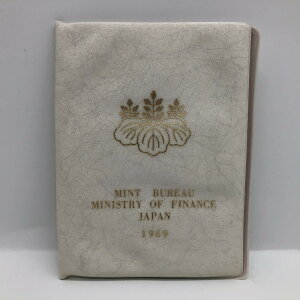 MINT BUREAU
MINISTRY OF FINANCE
JAPAN
1969